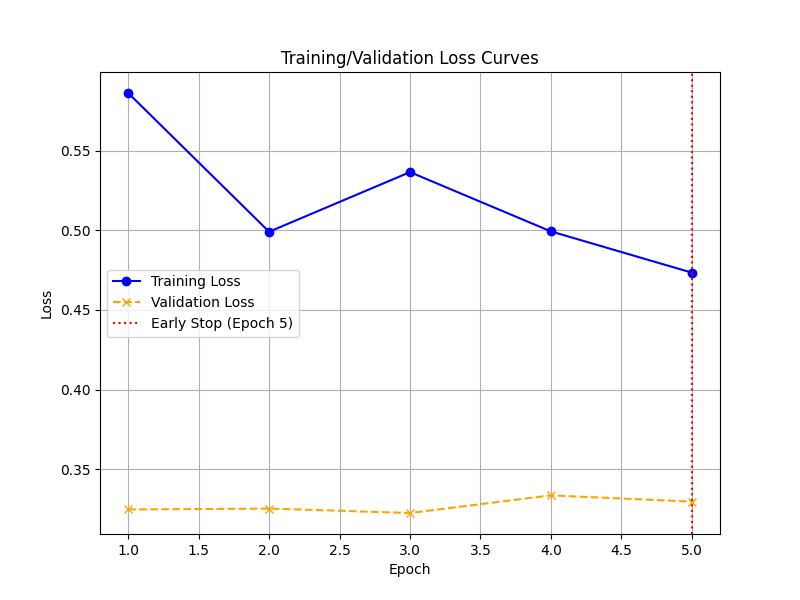 Training/Validation Loss Curves
Loss
0.55
0.50
0.45
0.40
0.35
Training Loss
Validation Loss
Early Stop (Epoch 5)
1.0 1.5 2.0 2.5 3.0 3.5 4.0 4.5 5.0
Epoch